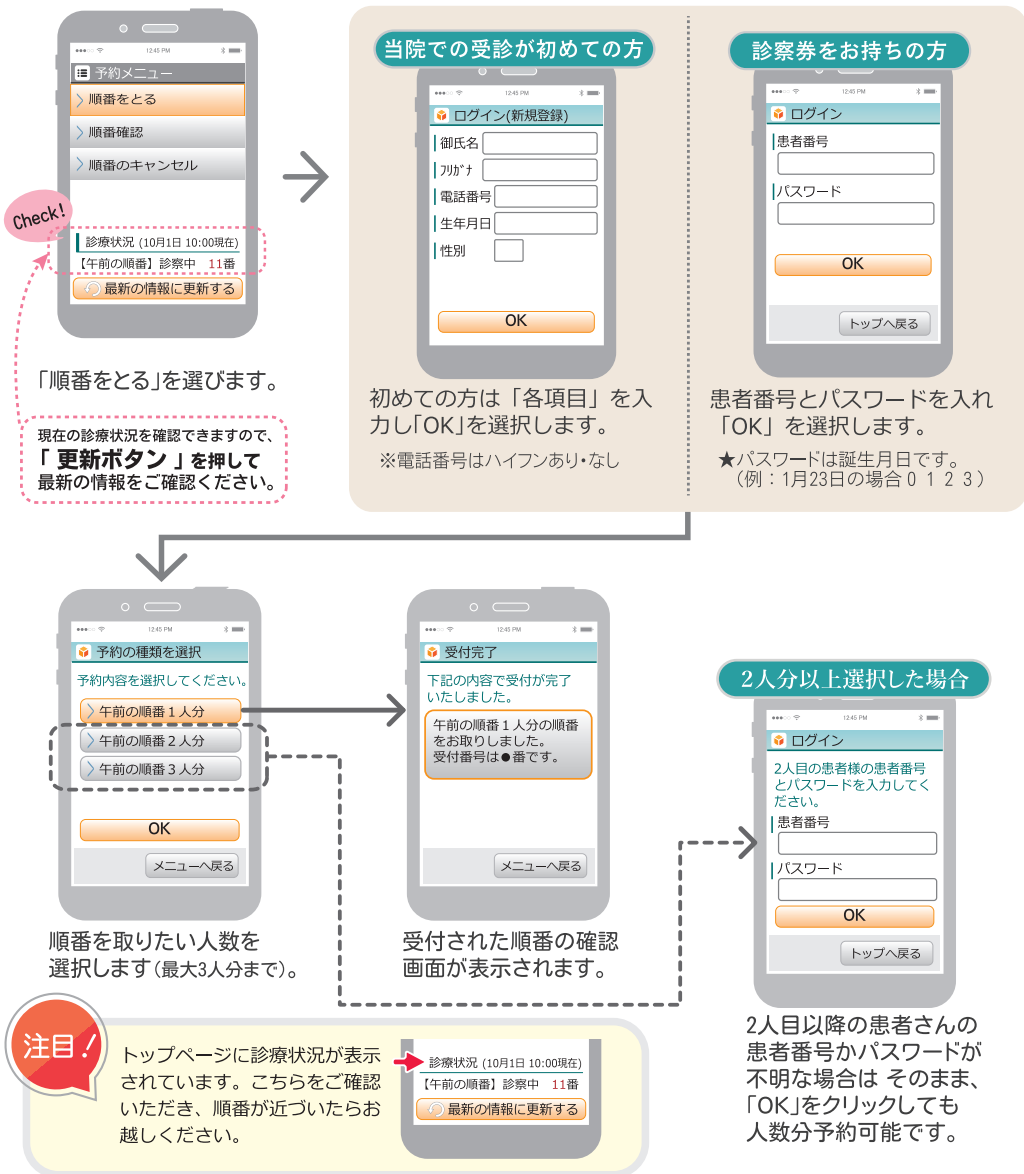 12:45 PM
予約メニュー
順番をとる
順番確認
順番のキャンセル
Check!
診療状況 (10月1日 10:00現在)
【午前の順番】診察中 11番
最新の情報に更新する
「順番をとる」を選びます。
現在の診療状況を確認できますので、
「 更新ボタン 」を押して
最新の情報をご確認ください。
当院での受診が初めての方
12:45 PM
ログイン(新規登録)
御氏名
フリガナ
電話番号
生年月日
性別
OK
初めての方は「各項目」を入
力し「OK」を選択します。
※電話番号はハイフンあり・なし
診察券をお持ちの方
12:45 PM
ログイン
患者番号
パスワード
OK
トップへ戻る
患者番号とパスワードを入れ
「OK」を選択します。
★パスワードは誕生月日です。
(例：1月23日の場合0 1 2 3)
12:45 PM
予約の種類を選択
予約内容を選択してください。
午前の順番1人分
午前の順番2人分
午前の順番3人分
OK
メニューへ戻る
順番を取りたい人数を
選択します(最大3人分まで)。
12:45 PM
受付完了
下記の内容で受付が完了
いたしました。
午前の順番1人分の順番
をお取りしました。
受付番号は●番です。
メニューへ戻る
受付された順番の確認
画面が表示されます。
2人分以上選択した場合
12:45 PM
ログイン
2人目の患者様の患者番号
とパスワードを入力してく
ださい。
患者番号
パスワード
OK
トップへ戻る
2人目以降の患者さんの
患者番号かパスワードが
不明な場合は そのまま、
「OK」をクリックしても
人数分予約可能です。
注目!
トップページに診療状況が表示
されています。こちらをご確認
いただき、順番が近づいたらお
越しください。
診療状況 (10月1日 10:00現在)
【午前の順番】診察中 11番
最新の情報に更新する